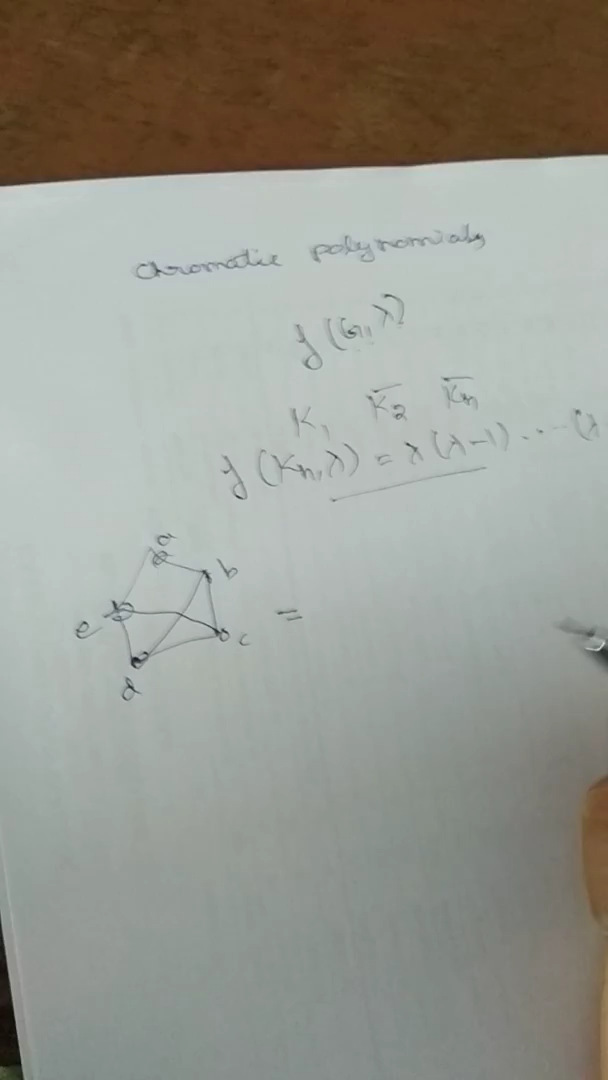 Chromatic polynomials
f(G, λ)
K₁ K̅₂ K̅ₙ
f(Kₙ, λ) = λ(λ-1)...(λ
a
b
e = 
c
d